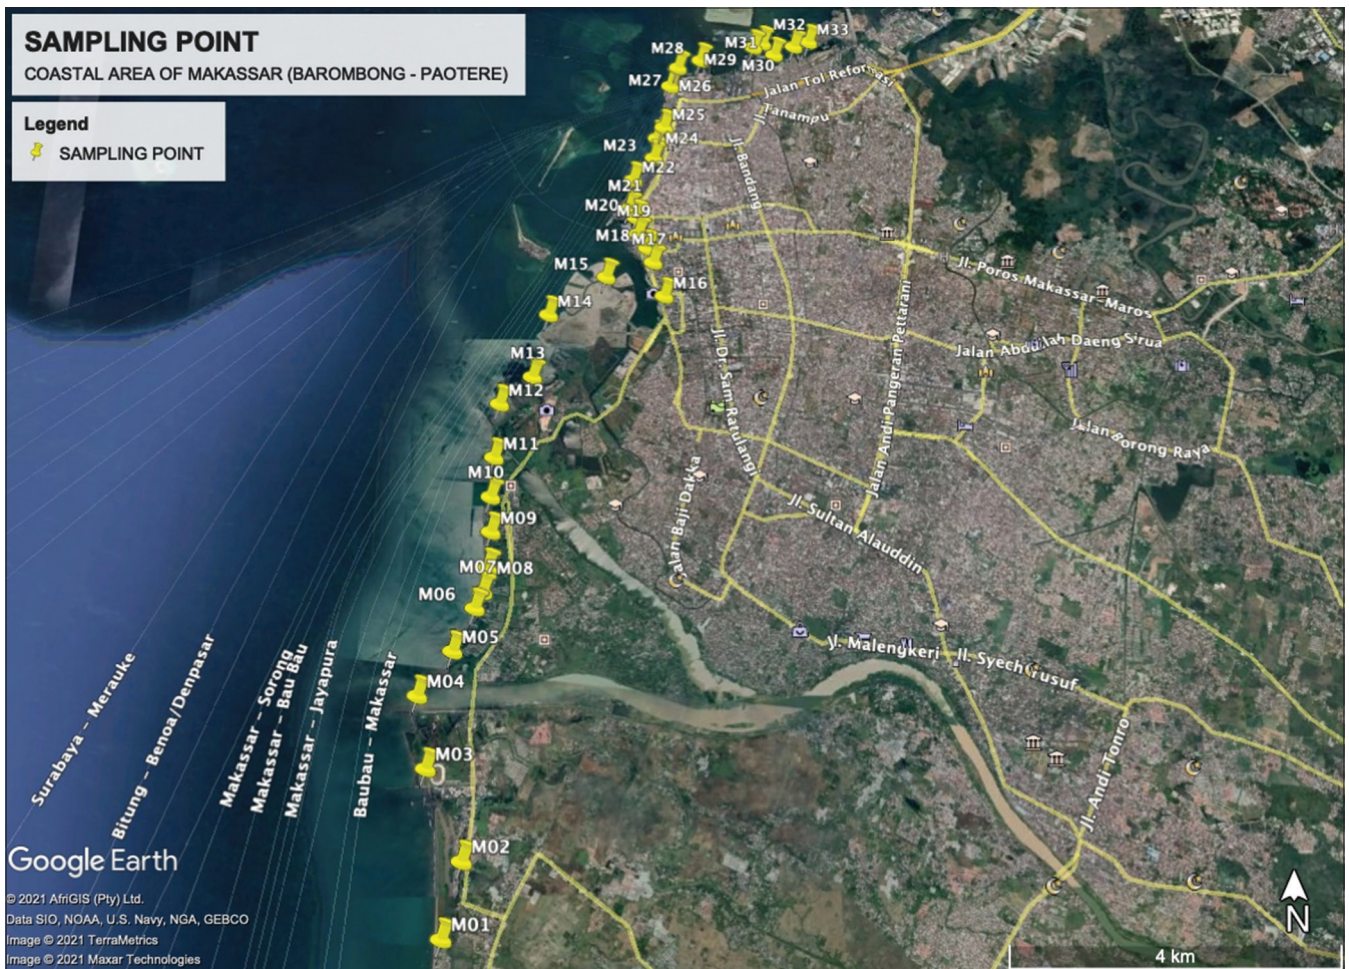 SAMPLING POINT
COASTAL AREA OF MAKASSAR (BAROMBONG - PAOTERE)
Legend
SAMPLING POINT
M32
M33
M31
M30
M29
M28
M27
M26
M25
M24
M23
M22
M21
M20
M19
M18
M17
M16
M15
M14
M13
M12
M11
M10
M09
M07
M08
M06
M05
M04
M03
M02
M01
Jalan Tol Reformasi
Jl. Bandang
Jl. Poros Makassar-Maros
Jalan Abdullah Daeng Sirua
Jalan Andi Pangeran Pettarani
Jl. Dr. Sam Ratulangi
Jalan Borong Raya
Jalan Baji Dakka
Jl. Sultan Alauddin
Jl. Malengkeri
Jl. Syech Yusuf
Jl. Andi Tonro
Surabaya - Merauke
Bitung - Benoa/Denpasar
Makassar - Sorong
Makassar - Bau Bau
Makassar - Jayapura
Baubau - Makassar
Google Earth
© 2021 AfriGIS (Pty) Ltd.
Data SIO, NOAA, U.S. Navy, NGA, GEBCO
Image © 2021 TerraMetrics
Image © 2021 Maxar Technologies
N
4 km